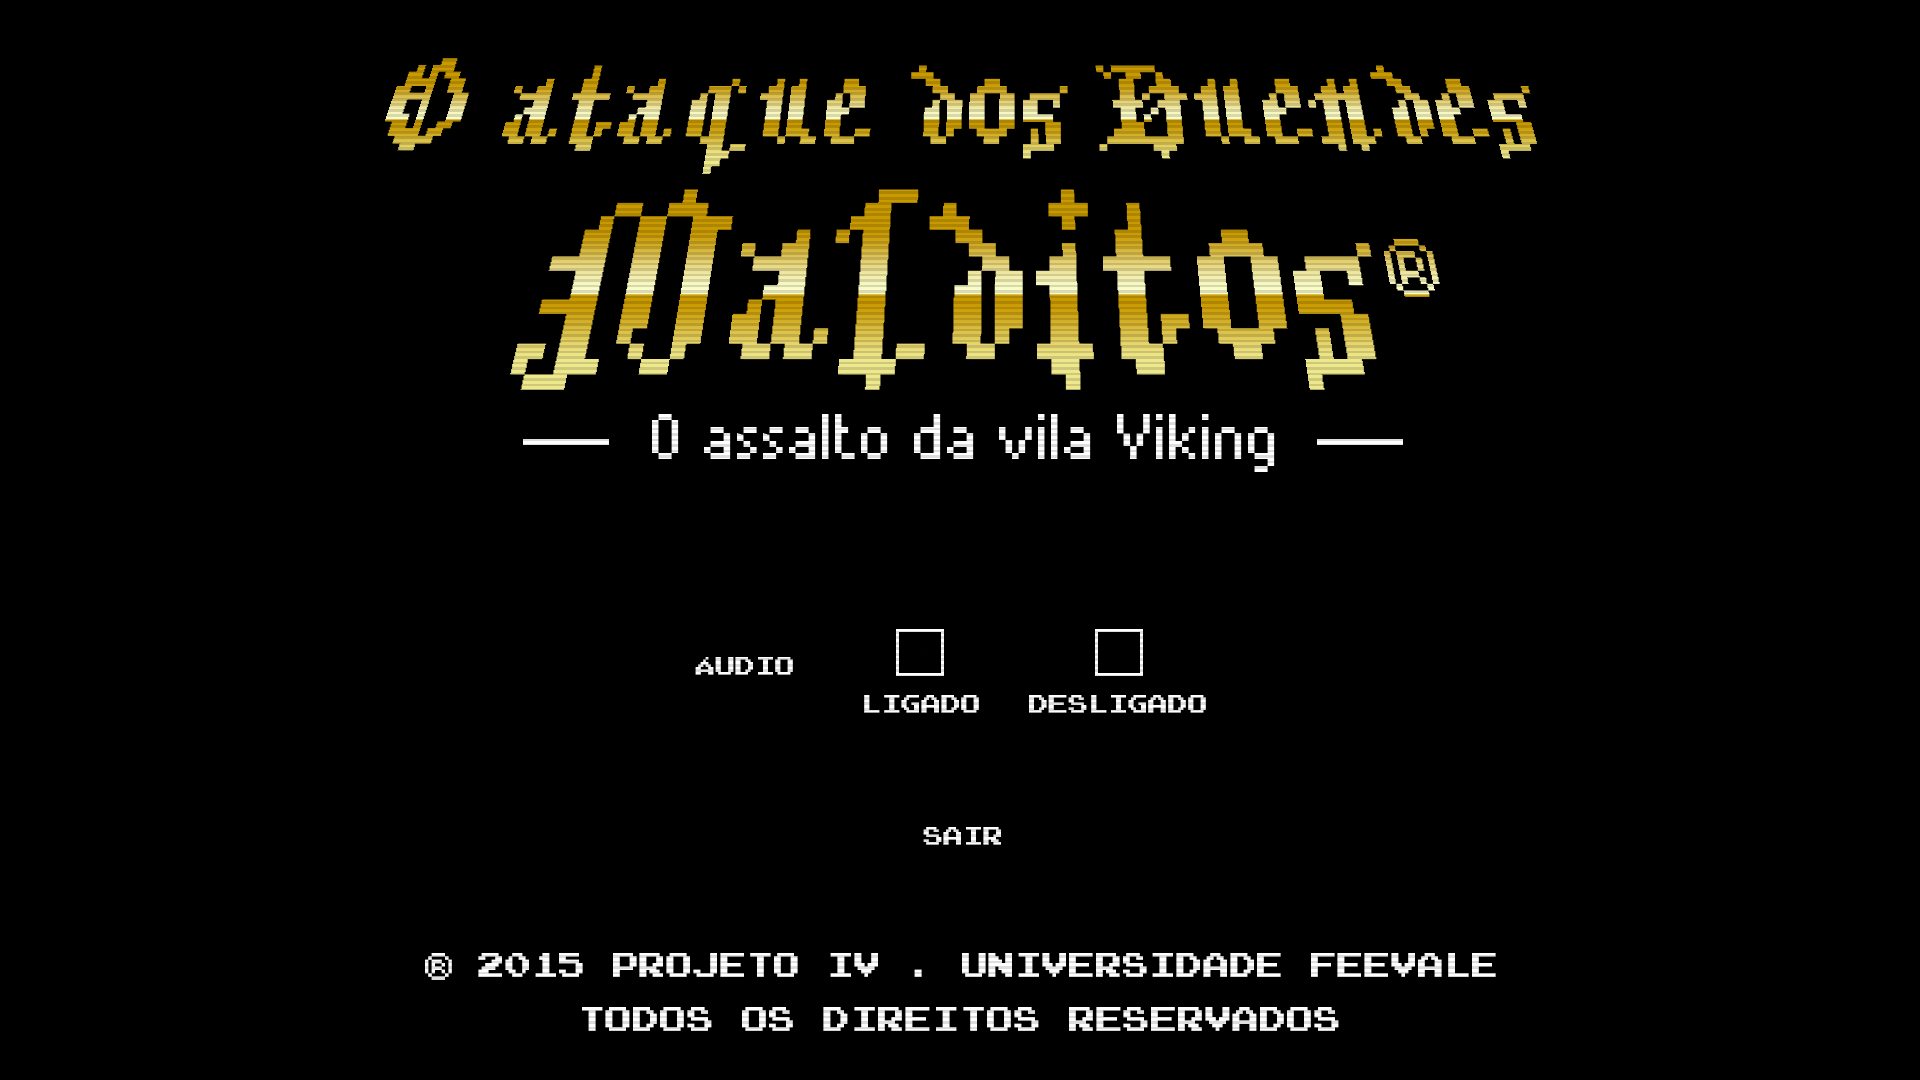 O ataque dos Duendes
Malditos®
O assalto da vila Viking
AUDIO
LIGADO DESLIGADO
SAIR
® 2015 PROJETO IV . UNIVERSIDADE FEEVALE
TODOS OS DIREITOS RESERVADOS